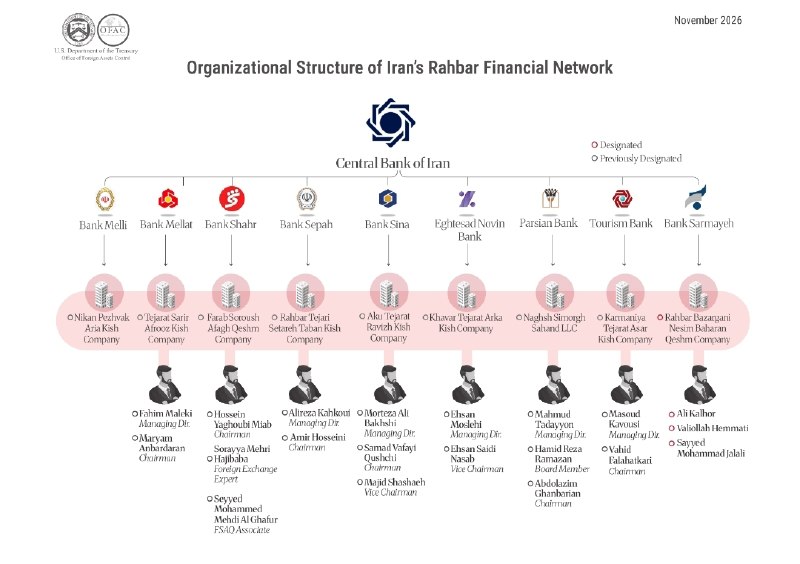 November 2026
OFAC
U.S. Department of the Treasury
Office of Foreign Assets Control
Organizational Structure of Iran's Rahbar Financial Network
Central Bank of Iran
Designated
Previously Designated
Bank Melli
Bank Mellat
Bank Shahr
Bank Sepah
Bank Sina
Eghtesad Novin
Bank
Parsian Bank
Tourism Bank
Bank Sarmayeh
Nikan Pezhvak
Aria Kish
Company
Tejarat Sarir
Afrooz Kish
Company
Farab Soroush
Afagh Qeshm
Company
Rahbar Tejari
Setareh Taban Kish
Company
Aku Tejarat
Ravizh Kish
Company
Khavar Tejarat Arka
Kish Company
Naghsh Simorgh
Sahand LLC
Karmaniya
Tejarat Asar
Kish Company
Rahbar Bazargani
Nesim Baharan
Qeshm Company
Fahim Maleki
Managing Dir.
Maryam
Anbardaran
Chairman
Hossein
Yaghoubi Miab
Chairman
Sorayya Mehri
Hajibaba
Foreign Exchange
Expert
Seyyed
Mohammed
Mehdi Al Ghafur
FSAQ Associate
Alireza Kahkoui
Managing Dir.
Amir Hosseini
Chairman
Morteza Ali
Bakhshi
Managing Dir.
Samad Vafayi
Qushchi
Chairman
Majid Shashaeh
Vice Chairman
Ehsan
Moslehi
Managing Dir.
Ehsan Saidi
Nasab
Vice Chairman
Mahmud
Tadayyon
Managing Dir.
Hamid Reza
Ramazan
Board Member
Abdolazim
Ghanbarian
Chairman
Masoud
Kavousi
Managing Dir.
Vahid
Falahatkari
Chairman
Ali Kalhor
Valiollah Hemmati
Sayyed
Mohammad Jalali